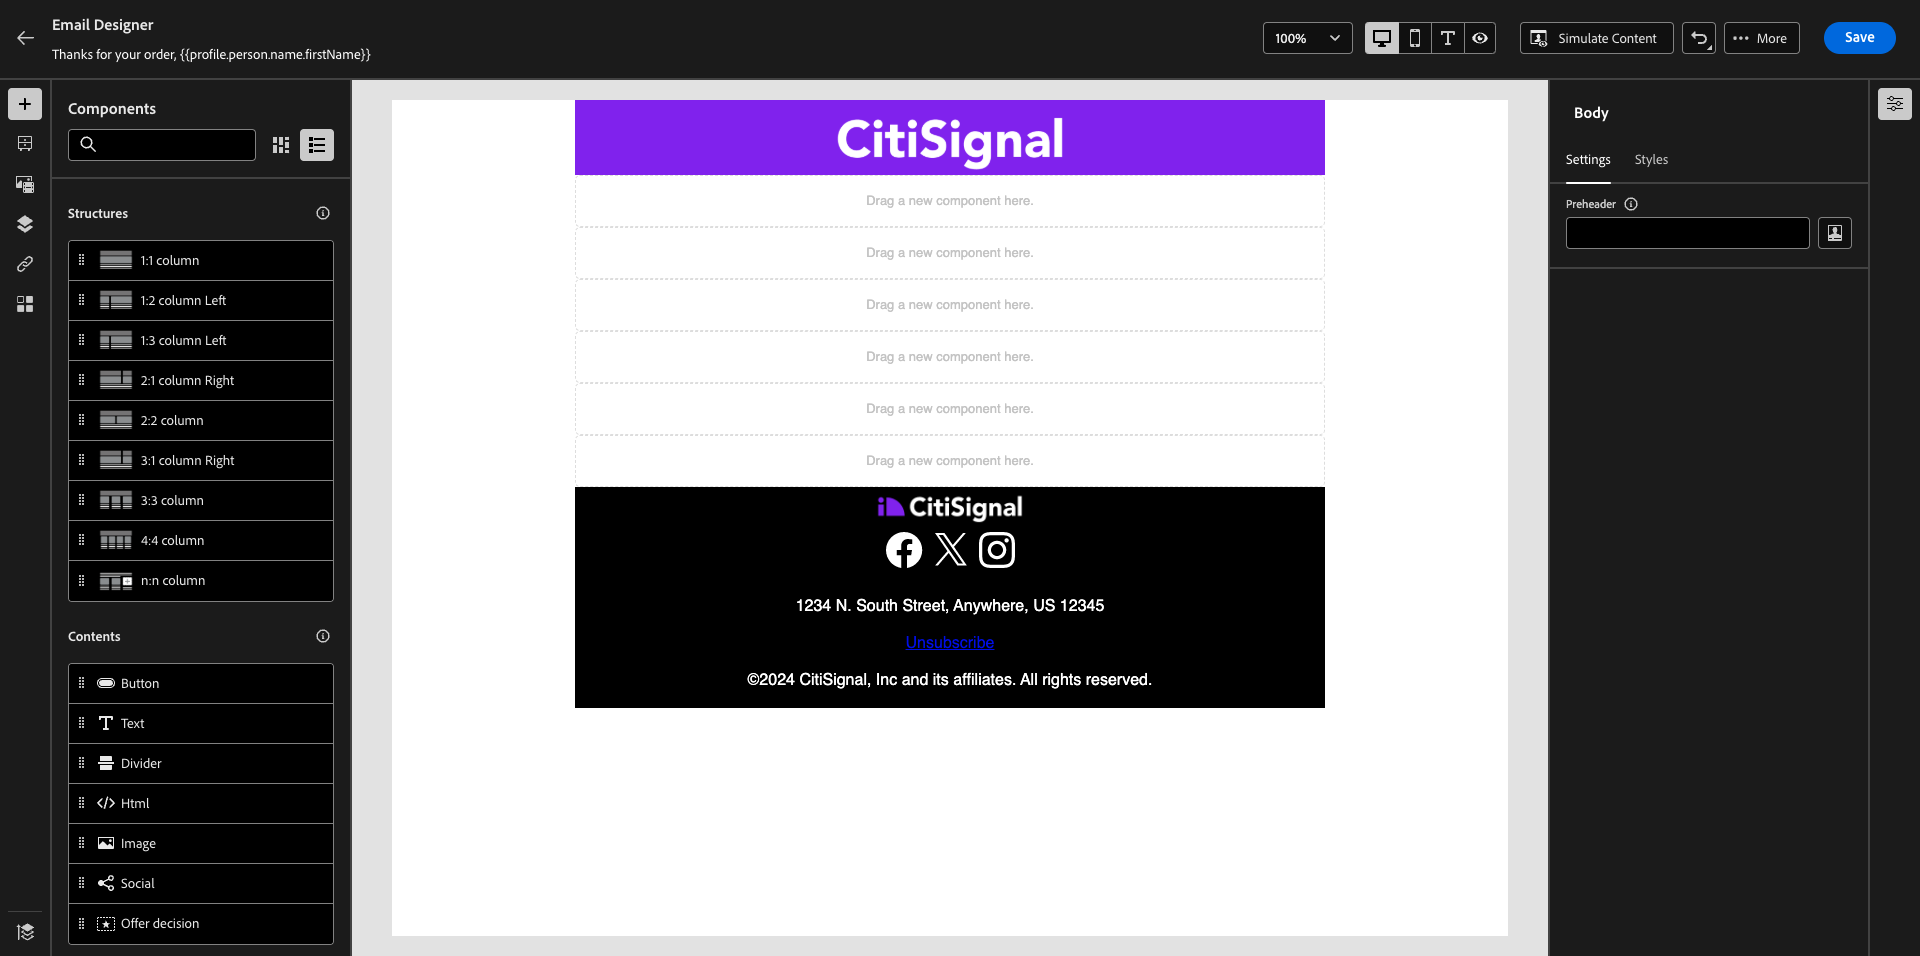 Email Designer
Thanks for your order, {{profile.person.name.firstName}}
100%
Simulate Content
More
Save
Components
Structures
1:1 column
1:2 column Left
1:3 column Left
2:1 column Right
2:2 column
3:1 column Right
3:3 column
4:4 column
n:n column
Contents
Button
Text
Divider
Html
Image
Social
Offer decision
CitiSignal
Drag a new component here.
Drag a new component here.
Drag a new component here.
Drag a new component here.
Drag a new component here.
Drag a new component here.
CitiSignal
1234 N. South Street, Anywhere, US 12345
Unsubscribe
©2024 CitiSignal, Inc and its affiliates. All rights reserved.
Body
Settings Styles
Preheader